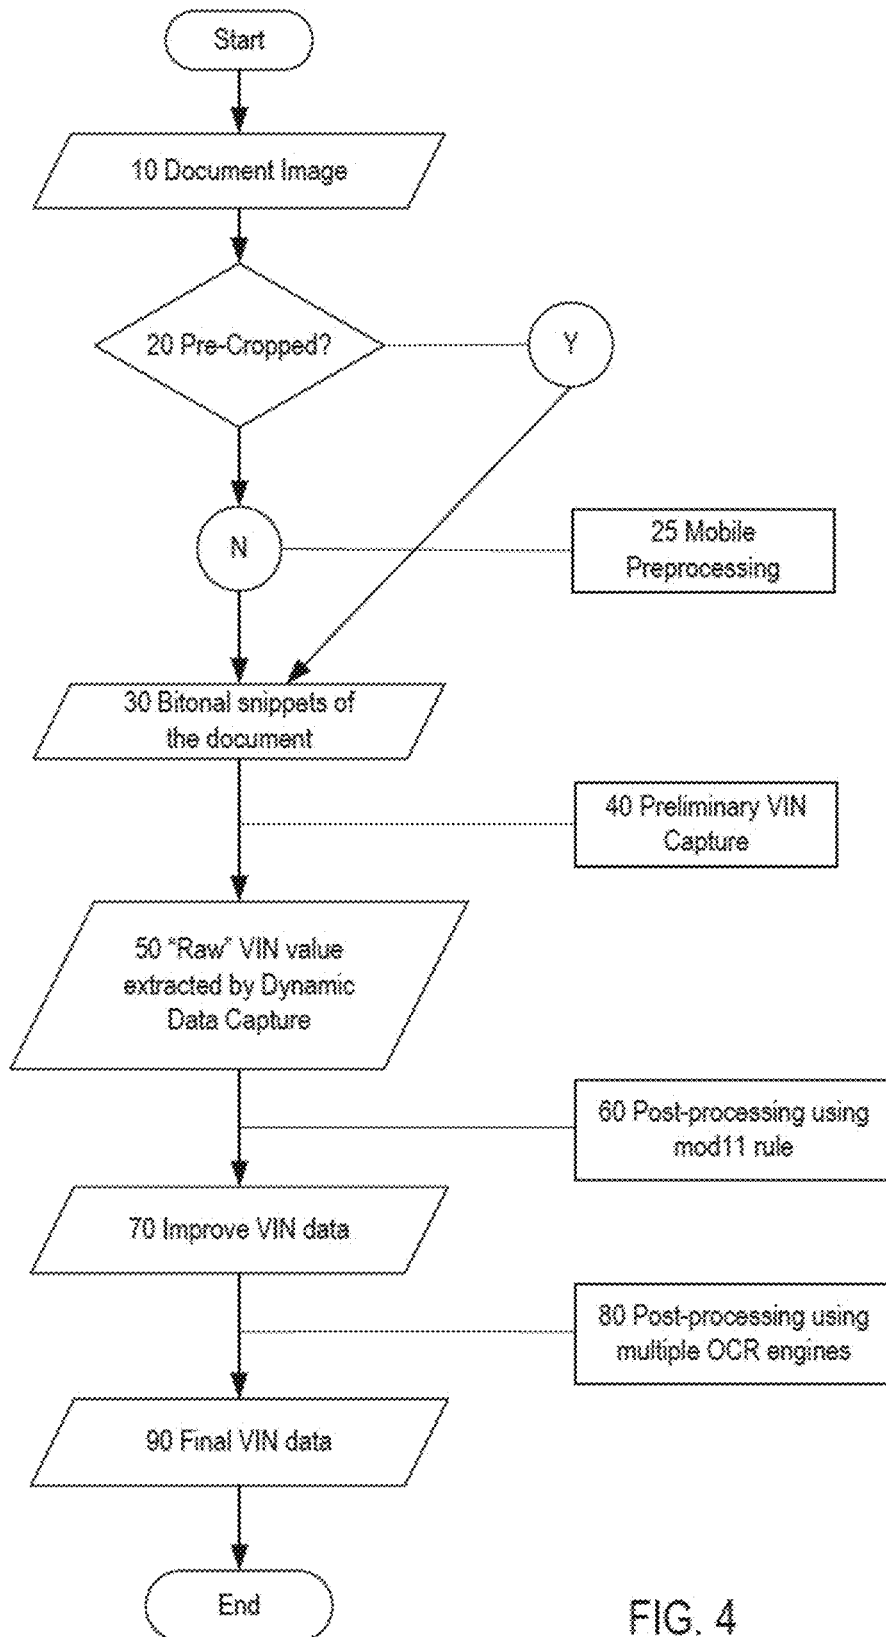 Start
10 Document Image
20 Pre-Cropped?
Y
N
25 Mobile
Preprocessing
30 Bitonal snippets of
the document
40 Preliminary VIN
Capture
50 "Raw" VIN value
extracted by Dynamic
Data Capture
60 Post-processing using
mod11 rule
70 Improve VIN data
80 Post-processing using
multiple OCR engines
90 Final VIN data
End
FIG. 4